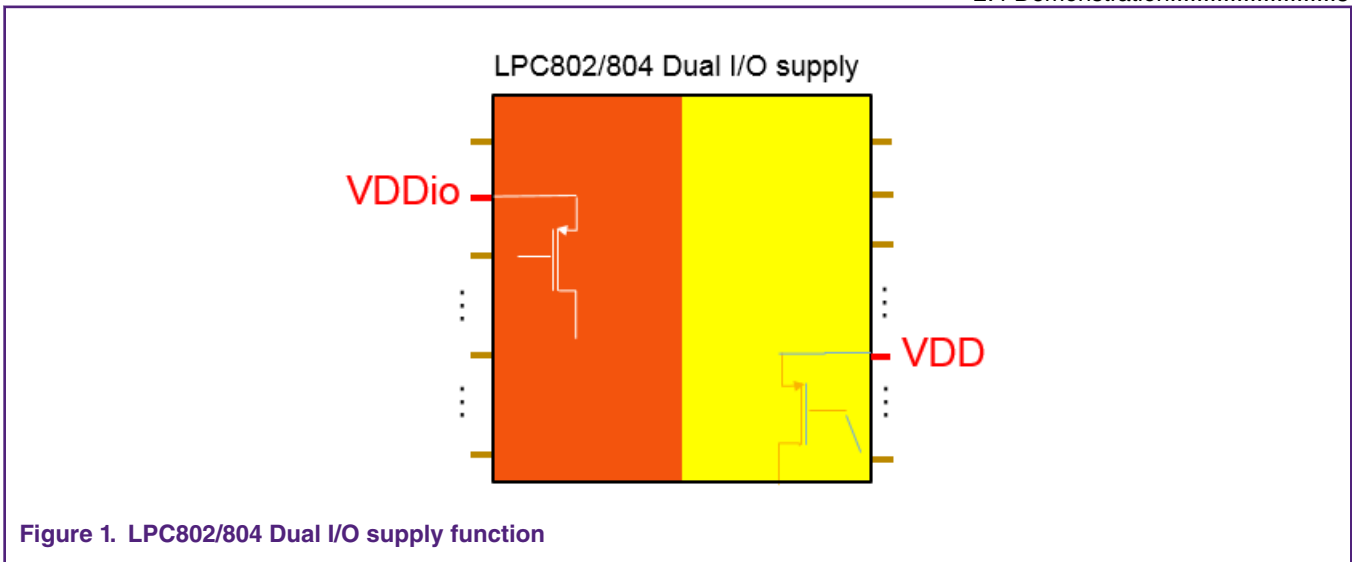 LPC802/804 Dual I/O supply
VDDio
VDD
Figure 1. LPC802/804 Dual I/O supply function